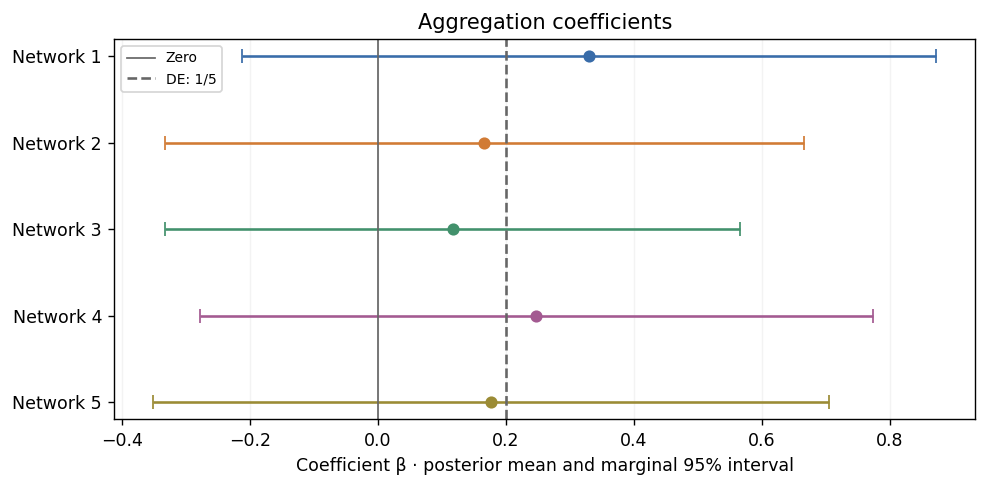 Aggregation coefficients
Zero
DE: 1/5
Network 1
Network 2
Network 3
Network 4
Network 5
−0.4 −0.2 0.0 0.2 0.4 0.6 0.8
Coefficient β · posterior mean and marginal 95% interval